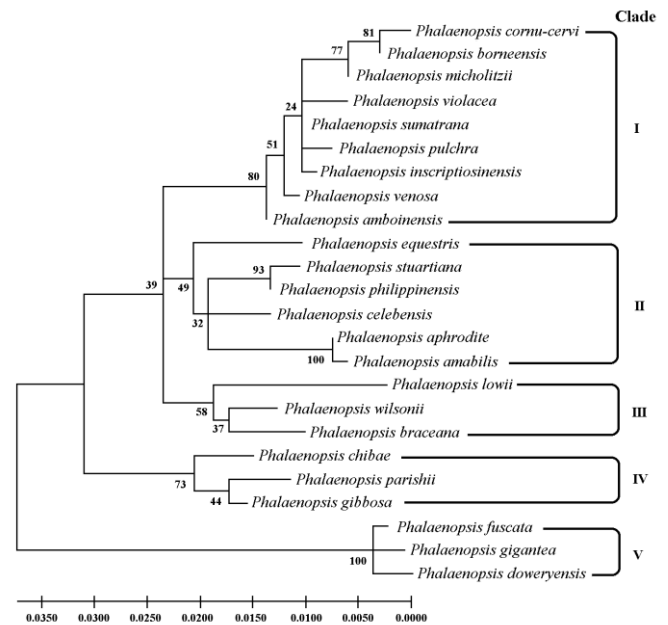 Clade
81 Phalaenopsis cornu-cervi
77 Phalaenopsis borneensis
Phalaenopsis micholitzii
24 Phalaenopsis violacea
Phalaenopsis sumatrana I
51 Phalaenopsis pulchra
Phalaenopsis inscriptiosinensis
80 Phalaenopsis venosa
Phalaenopsis amboinensis
Phalaenopsis equestris
93 Phalaenopsis stuartiana
39 49 Phalaenopsis philippinensis
II
32 Phalaenopsis celebensis
Phalaenopsis aphrodite
100 Phalaenopsis amabilis
Phalaenopsis lowii
58 Phalaenopsis wilsonii III
37 Phalaenopsis braceana
Phalaenopsis chibae
73 Phalaenopsis parishii IV
44 Phalaenopsis gibbosa
Phalaenopsis fuscata
Phalaenopsis gigantea V
100 Phalaenopsis doweryensis
0.0350 0.0300 0.0250 0.0200 0.0150 0.0100 0.0050 0.0000